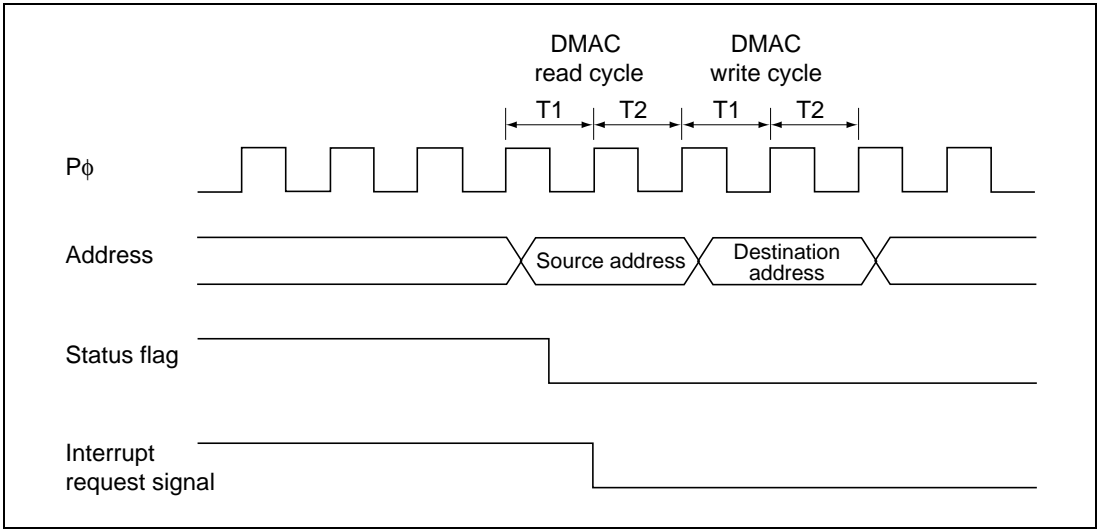 DMAC DMAC
read cycle write cycle
T1 T2 T1 T2
Pϕ
Address
Source address
Destination
address
Status flag
Interrupt
request signal